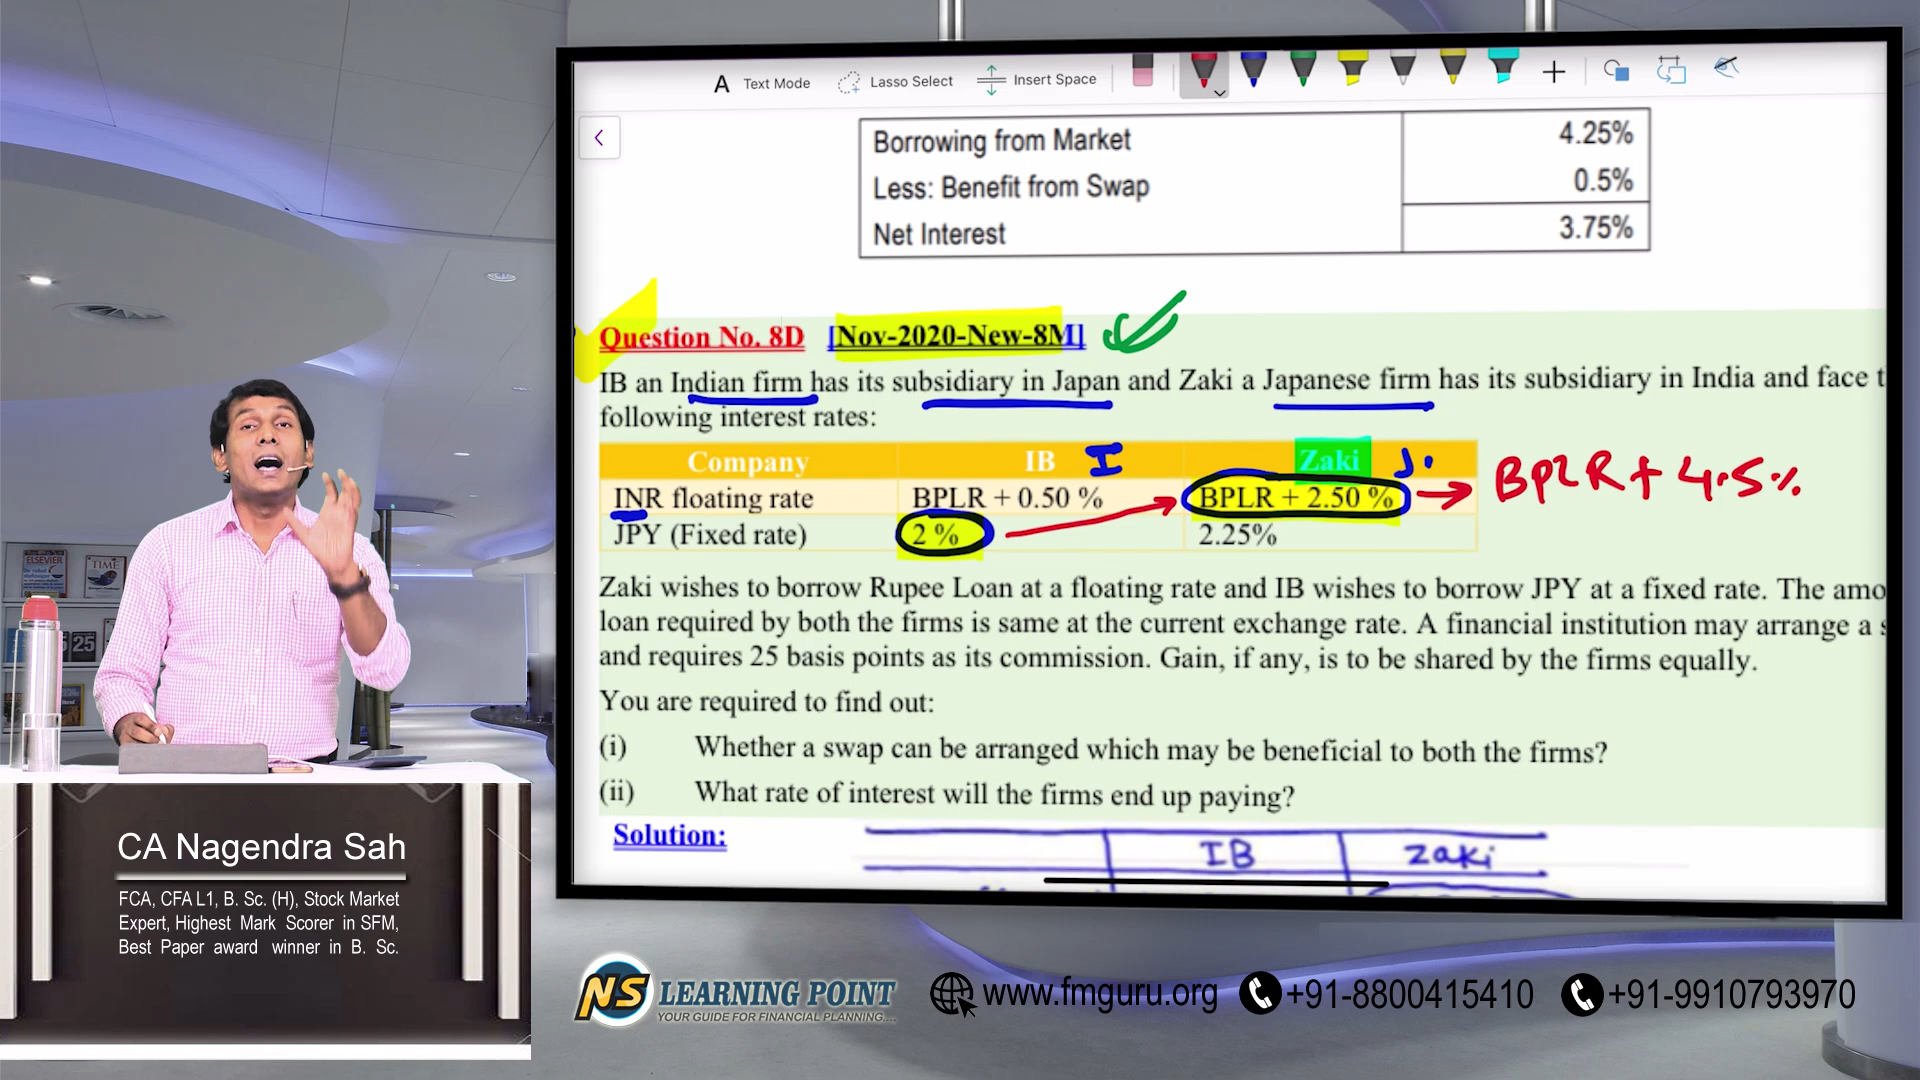 A Text Mode Lasso Select Insert Space
Borrowing from Market 4.25%
Less: Benefit from Swap 0.5%
Net Interest 3.75%
Question No. 8D [Nov-2020-New-8M]
IB an Indian firm has its subsidiary in Japan and Zaki a Japanese firm has its subsidiary in India and face t
following interest rates:
Company IB I Zaki J.
INR floating rate BPLR + 0.50 % BPLR + 2.50 % BPLR + 4.5%
JPY (Fixed rate) 2 % 2.25%
Zaki wishes to borrow Rupee Loan at a floating rate and IB wishes to borrow JPY at a fixed rate. The amo
loan required by both the firms is same at the current exchange rate. A financial institution may arrange a s
and requires 25 basis points as its commission. Gain, if any, is to be shared by the firms equally.
You are required to find out:
(i) Whether a swap can be arranged which may be beneficial to both the firms?
(ii) What rate of interest will the firms end up paying?
Solution:
IB Zaki
ELSEVIER
TIME
25
CA Nagendra Sah
FCA, CFA L1, B. Sc. (H), Stock Market
Expert, Highest Mark Scorer in SFM,
Best Paper award winner in B. Sc.
NS LEARNING POINT
YOUR GUIDE FOR FINANCIAL PLANNING....
www.fmguru.org +91-8800415410 +91-9910793970